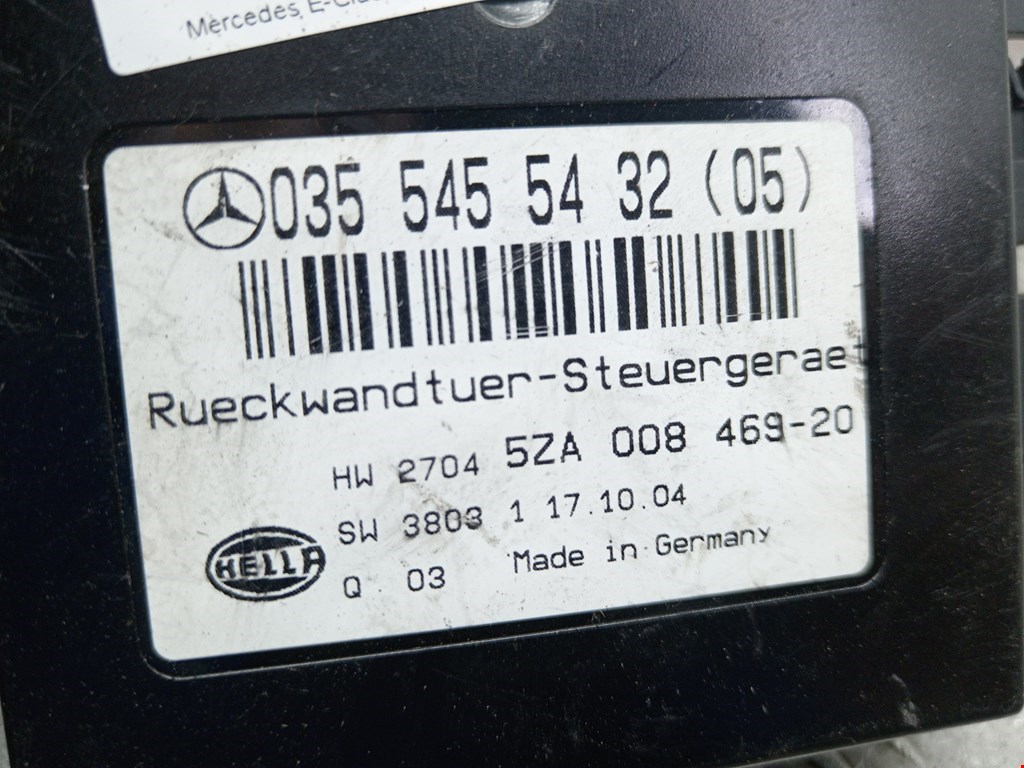 Mercedes E-Clas
035 545 54 32 (05)
Rueckwandtuer-Steuergeraet
HW 2704 5ZA 008 469-20
SW 3803 1 17.10.04
HELLA
Q 03 Made in Germany